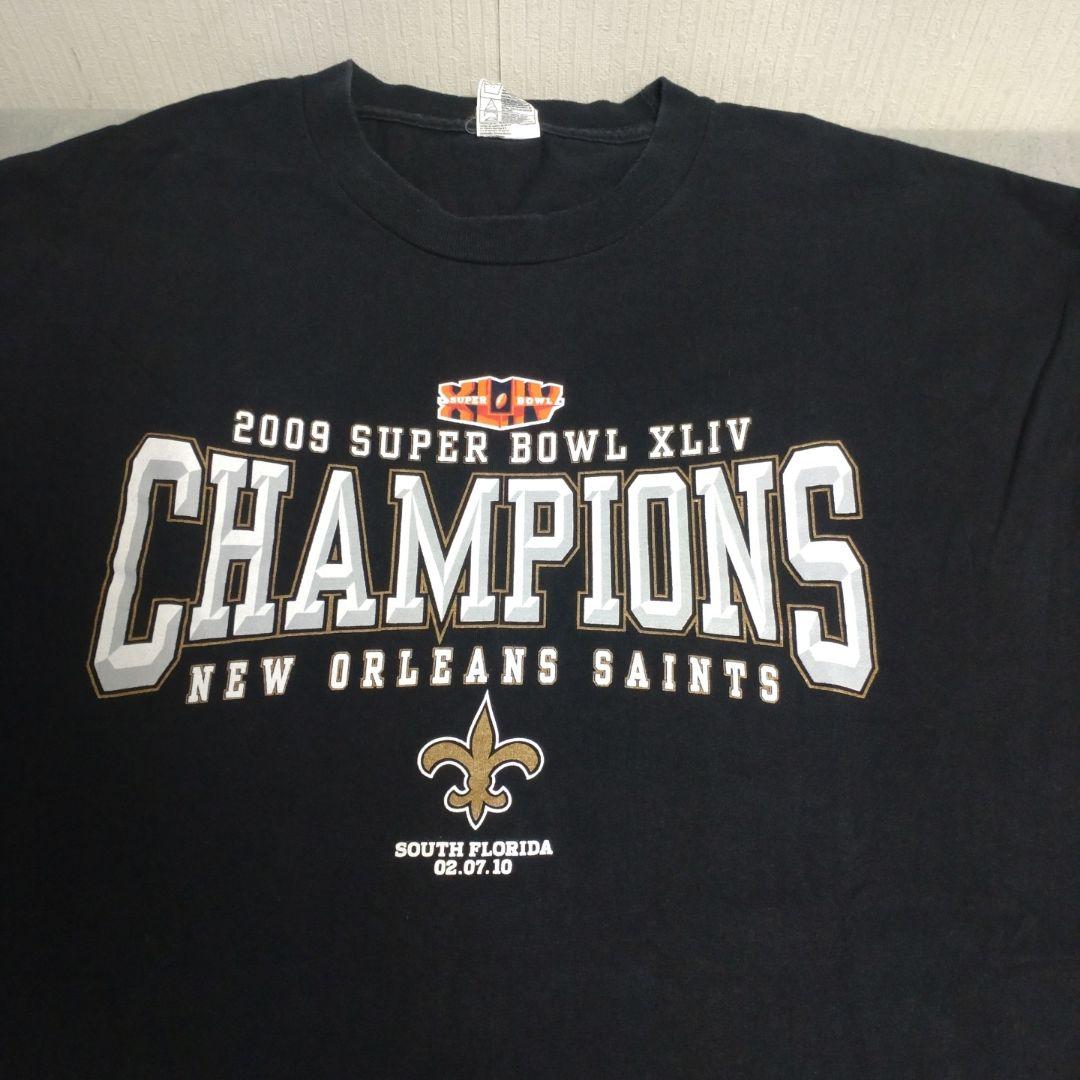 XLIV
SUPER BOWL
2009 SUPER BOWL XLIV
CHAMPIONS
NEW ORLEANS SAINTS
SOUTH FLORIDA
02.07.10